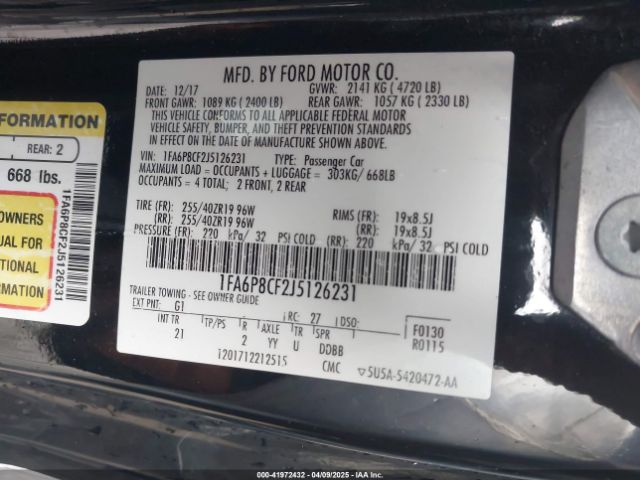 MFD. BY FORD MOTOR CO.
DATE: 12/17 GVWR: 2141 KG ( 4720 LB)
FRONT GAWR: 1089 KG ( 2400 LB) REAR GAWR: 1057 KG ( 2330 LB)
THIS VEHICLE CONFORMS TO ALL APPLICABLE FEDERAL MOTOR
VEHICLE SAFETY, BUMPER, AND THEFT PREVENTION STANDARDS
IN EFFECT ON THE DATE OF MANUFACTURE SHOWN ABOVE.
VIN: 1FA6P8CF2J5126231 TYPE: Passenger Car
MAXIMUM LOAD = OCCUPANTS + LUGGAGE = 303KG/ 668LB
OCCUPANTS = 4 TOTAL; 2 FRONT, 2 REAR
TIRE (FR): 255/40ZR19 96W RIMS (FR): 19x8.5J
(RR): 255/40ZR19 96W (RR): 19x8.5J
PRESSURE (FR): 220 kPa/ 32 PSI COLD (RR): 220 kPa/ 32 PSI COLD
1FA6P8CF2J5126231
TRAILER TOWING - SEE OWNER GUIDE
EXT PNT: G1 RC: 27 DSO: F0130
INT TR TP/PS R AXLE TR SPR R0115
21 2 YY U DDBB
T201712212515 CMC ▽5U5A-5420472-AA
FORMATION
REAR: 2
668 lbs.
OWNERS
UAL FOR
TIONAL
MATION
1FA6P8CF2J5126231
00-41972432 - 04/09/2025 - IAAI.COM